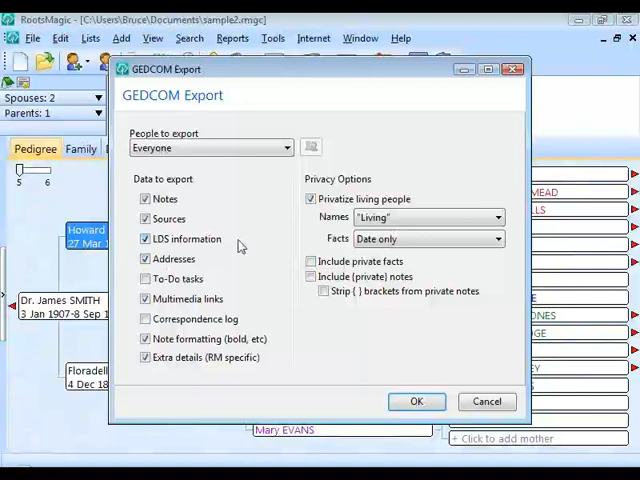 RootsMagic - [C:\Users\Bruce\Documents\sample2.rmgc]
File Edit Lists Add View Search Reports Tools Internet Window Help
Spouses: 2
Parents: 1
Pedigree Family
5 6
Howard
27 Mar 1
Dr. James SMITH
3 Jan 1907-8 Sep 1
Floradell
4 Dec 18
Mary EVANS
MEAD
LLS
ONES
DGE
EY
+ Click to add mother
GEDCOM Export
GEDCOM Export
People to export
Everyone
Data to export
Notes
Sources
LDS information
Addresses
To-Do tasks
Multimedia links
Correspondence log
Note formatting (bold, etc)
Extra details (RM specific)
Privacy Options
Privatize living people
Names "Living"
Facts Date only
Include private facts
Include {private} notes
Strip { } brackets from private notes
OK Cancel